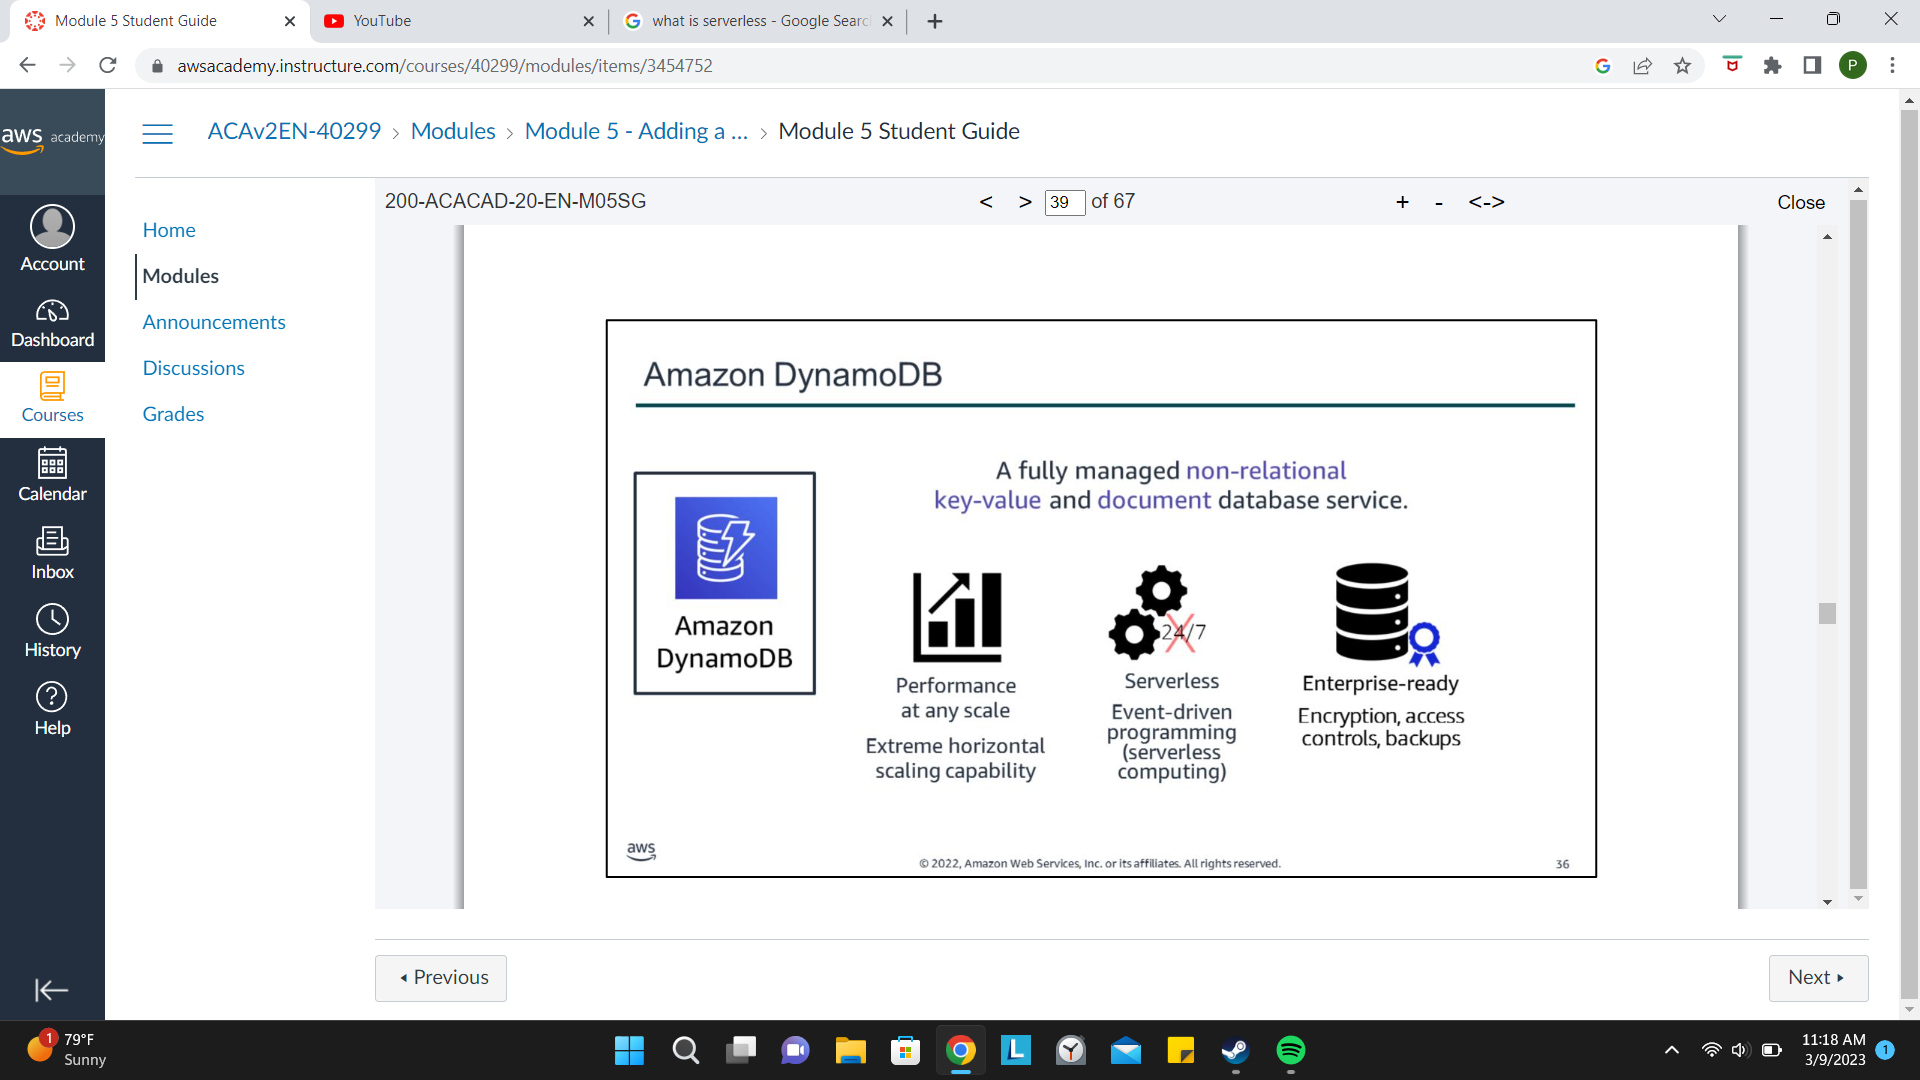 Module 5 Student Guide
YouTube
what is serverless - Google Searc
awsacademy.instructure.com/courses/40299/modules/items/3454752
P
aws academy
ACAv2EN-40299 > Modules > Module 5 - Adding a ... > Module 5 Student Guide
200-ACACAD-20-EN-M05SG
< > 39 of 67
+ - <->
Close
Account
Dashboard
Courses
Calendar
Inbox
History
Help
Home
Modules
Announcements
Discussions
Grades
Amazon DynamoDB
A fully managed non-relational
key-value and document database service.
Amazon
DynamoDB
Performance
at any scale
Extreme horizontal
scaling capability
24/7
Serverless
Event-driven
programming
(serverless
computing)
Enterprise-ready
Encryption, access
controls, backups
aws
© 2022, Amazon Web Services, Inc. or its affiliates. All rights reserved.
36
Previous
Next
1
79°F
Sunny
L
11:18 AM
3/9/2023
1